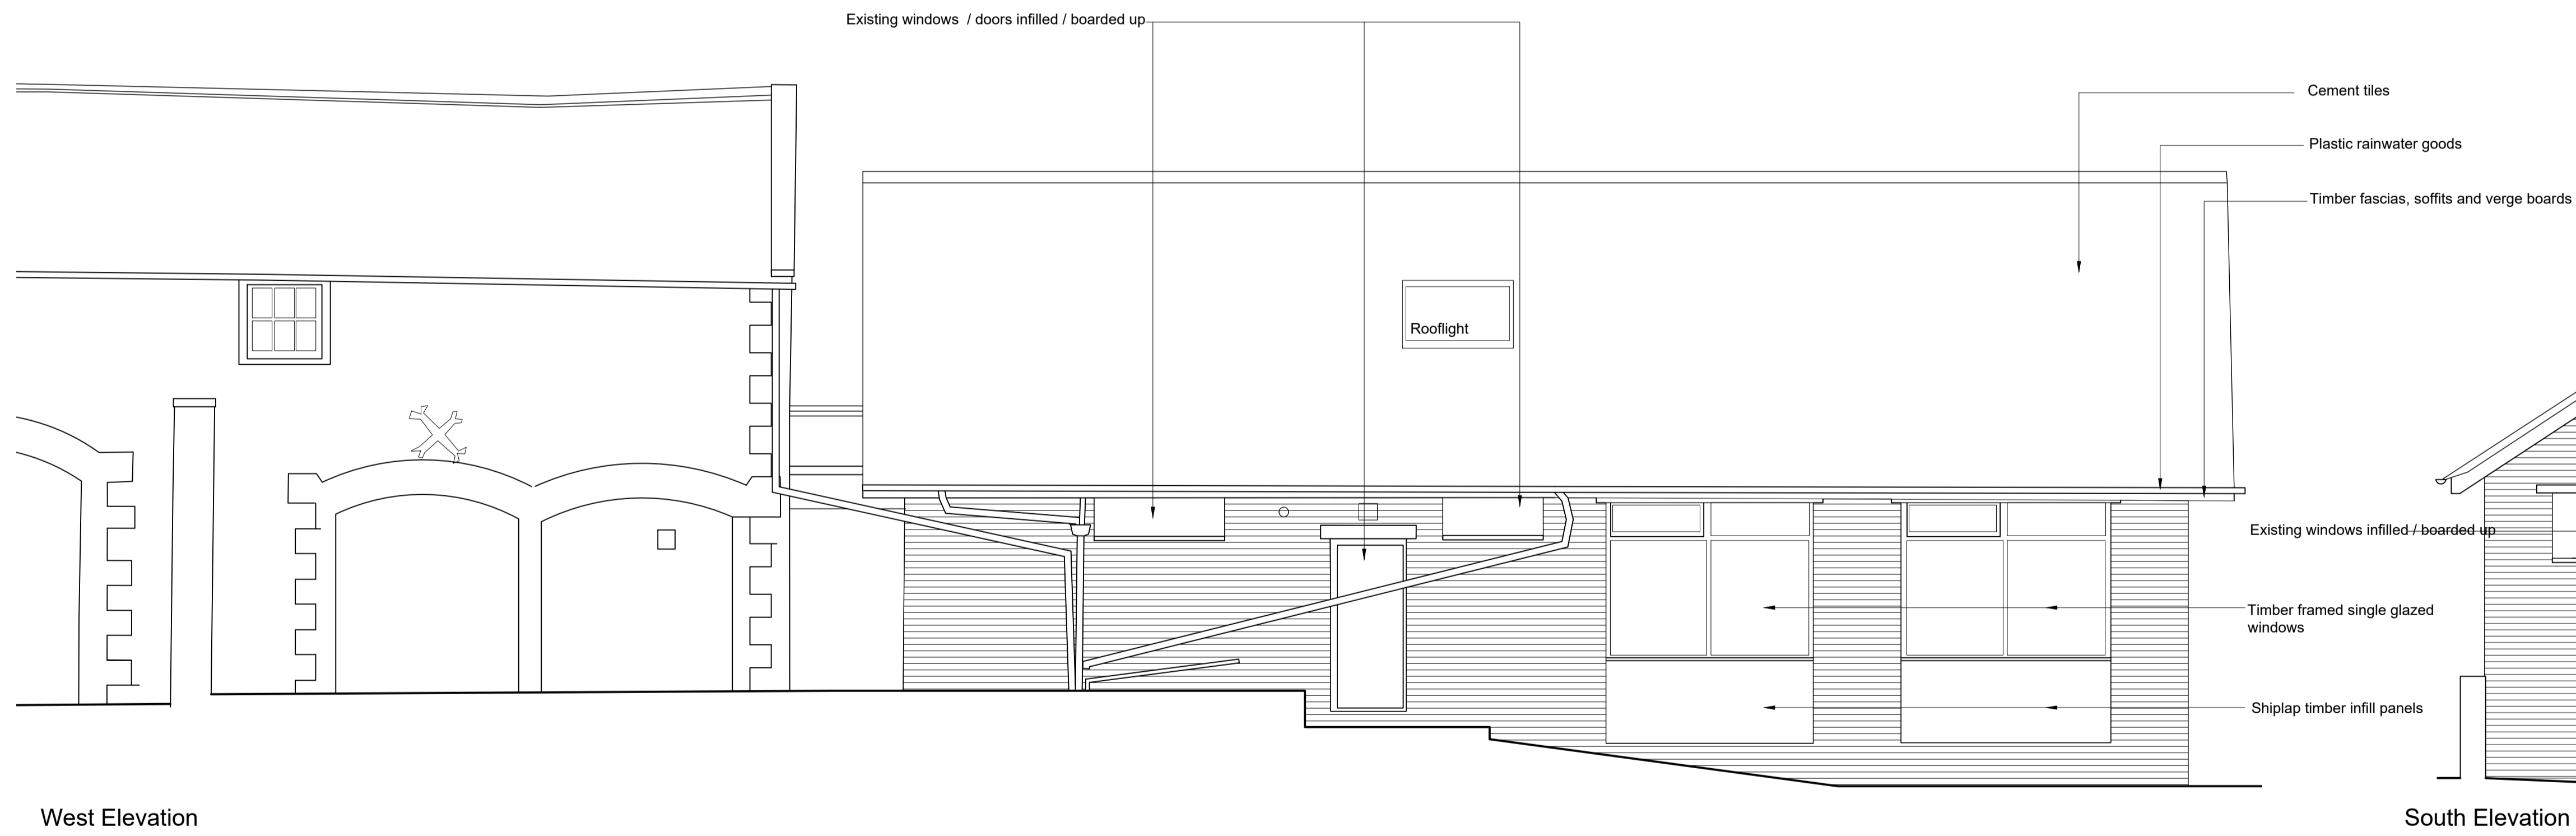 Existing windows / doors infilled / boarded up
Cement tiles
Plastic rainwater goods
Timber fascias, soffits and verge boards
Rooflight
Existing windows infilled / boarded up
Timber framed single glazed
windows
Shiplap timber infill panels
West Elevation
South Elevation